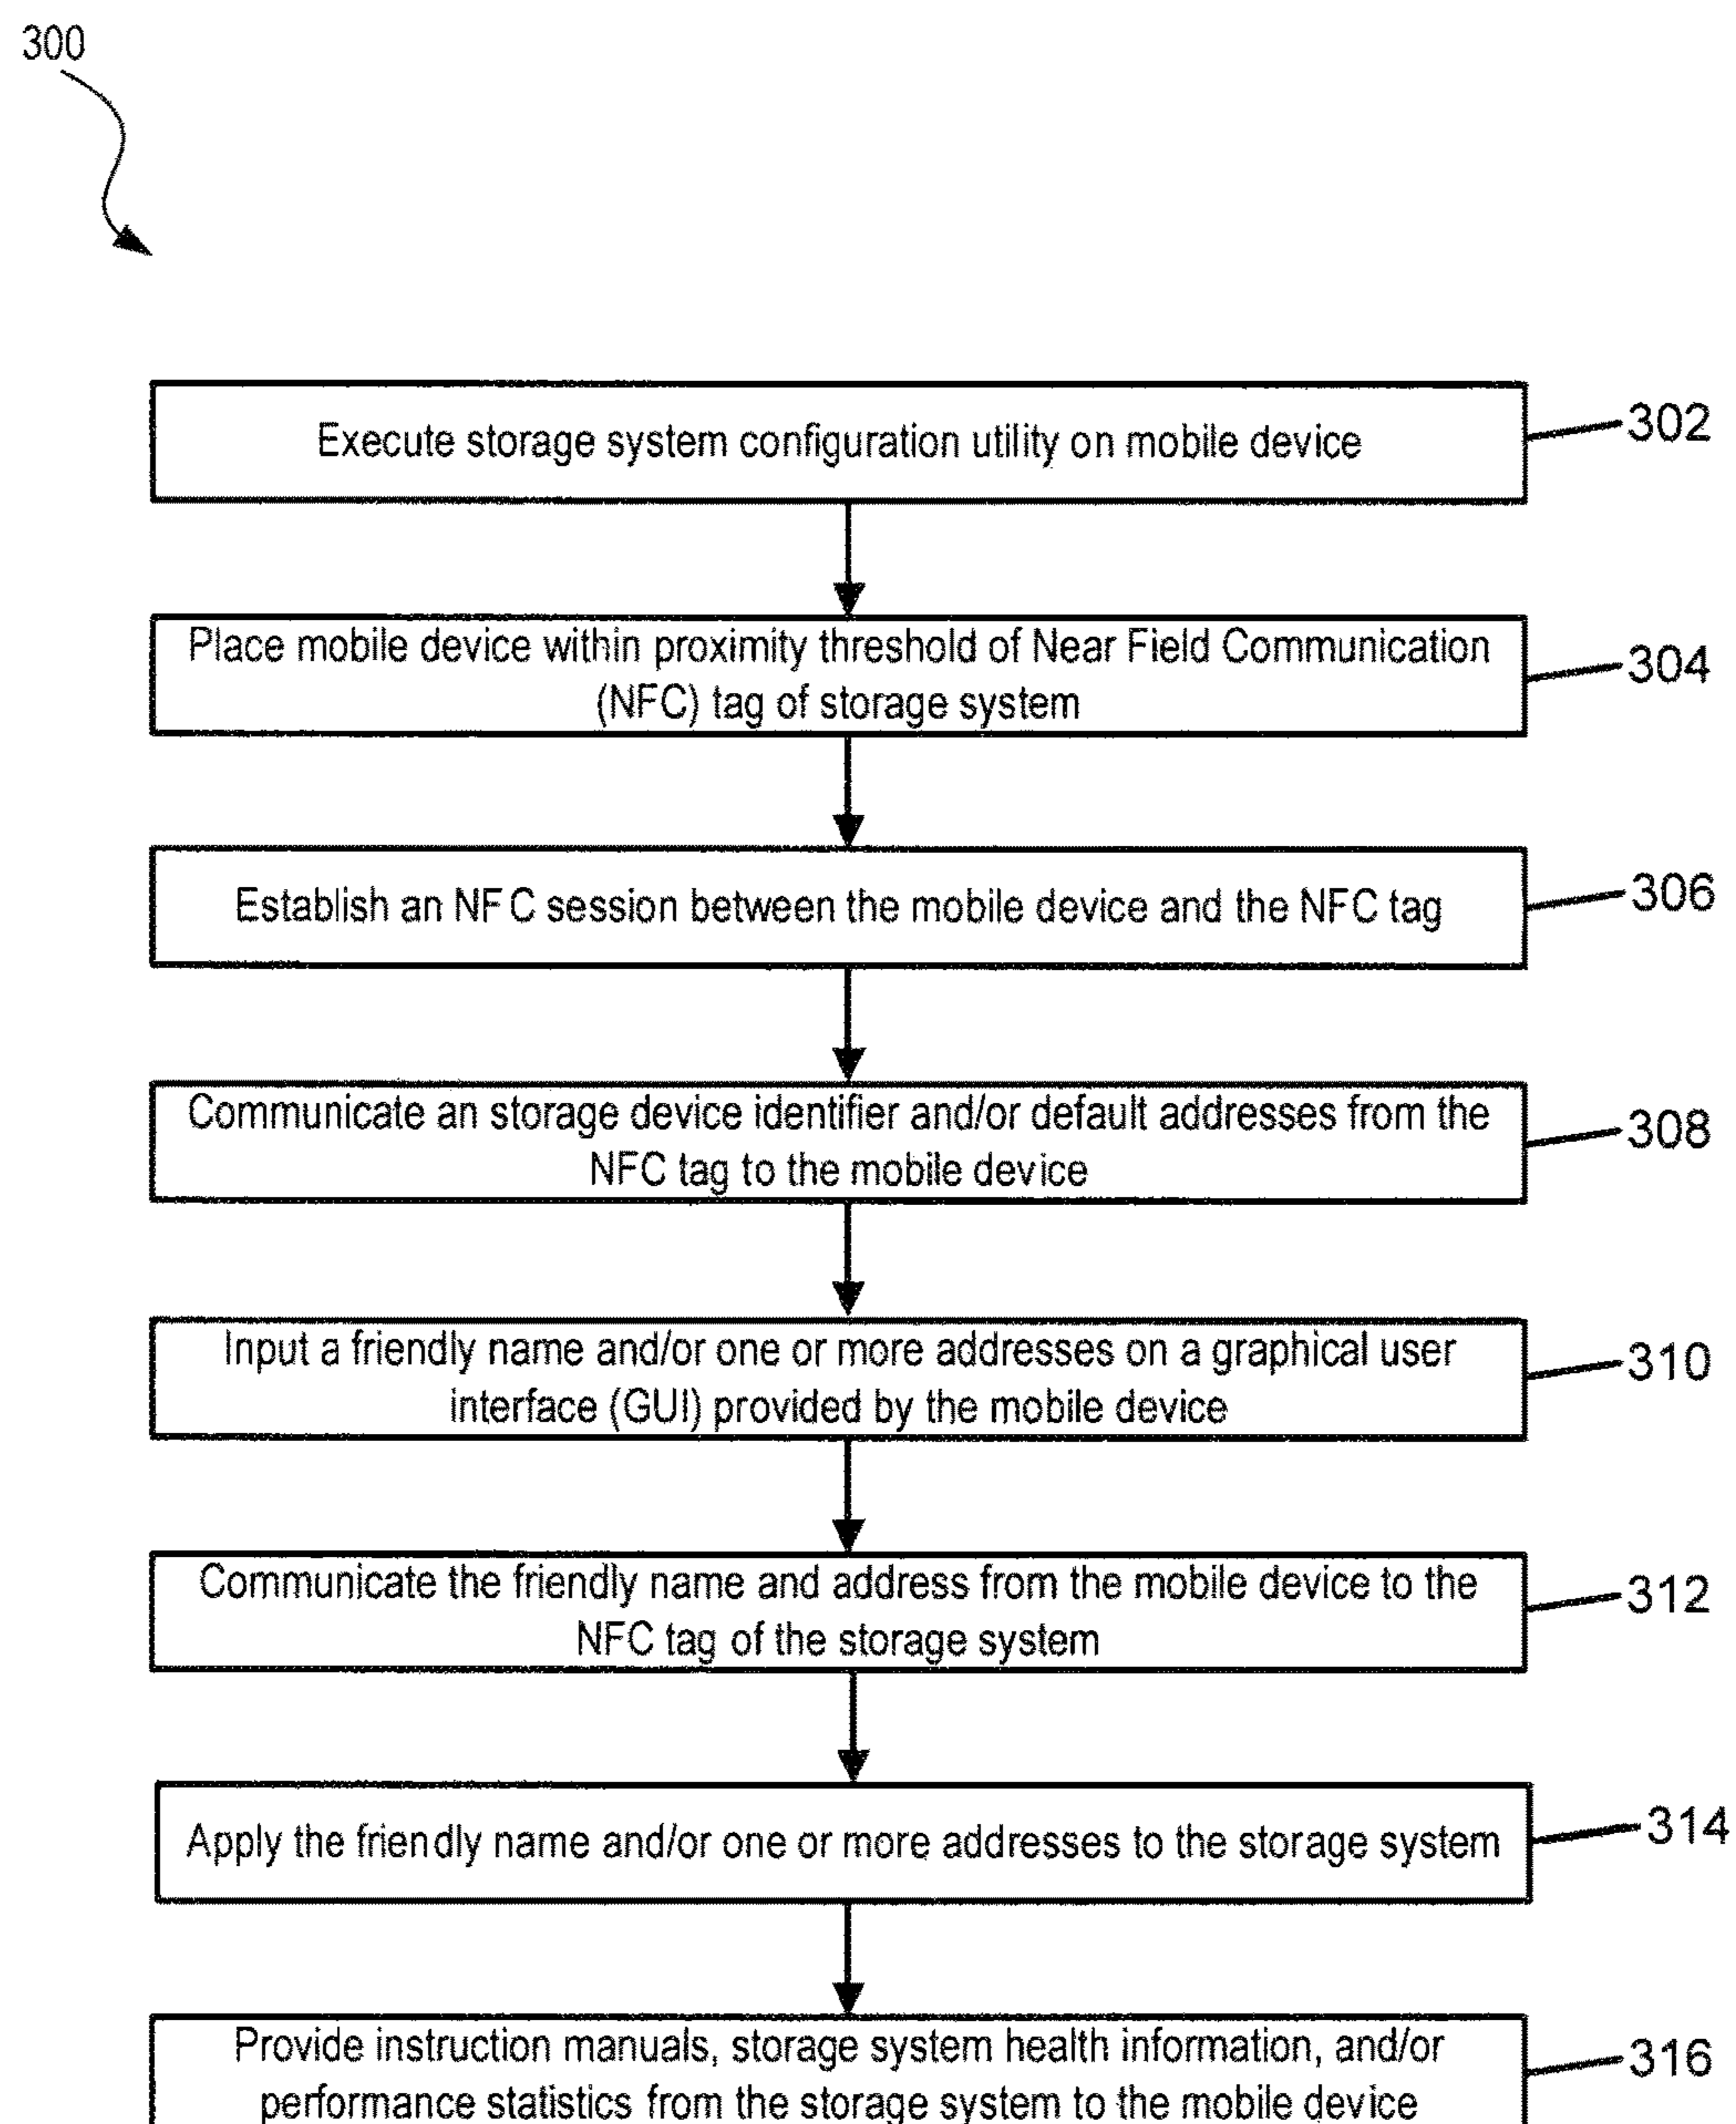 300
Execute storage system configuration utility on mobile device
302
Place mobile device within proximity threshold of Near Field Communication
(NFC) tag of storage system
304
Establish an NFC session between the mobile device and the NFC tag
306
Communicate an storage device identifier and/or default addresses from the
NFC tag to the mobile device
308
Input a friendly name and/or one or more addresses on a graphical user
interface (GUI) provided by the mobile device
310
Communicate the friendly name and address from the mobile device to the
NFC tag of the storage system
312
Apply the friendly name and/or one or more addresses to the storage system
314
Provide instruction manuals, storage system health information, and/or
performance statistics from the storage system to the mobile device
316